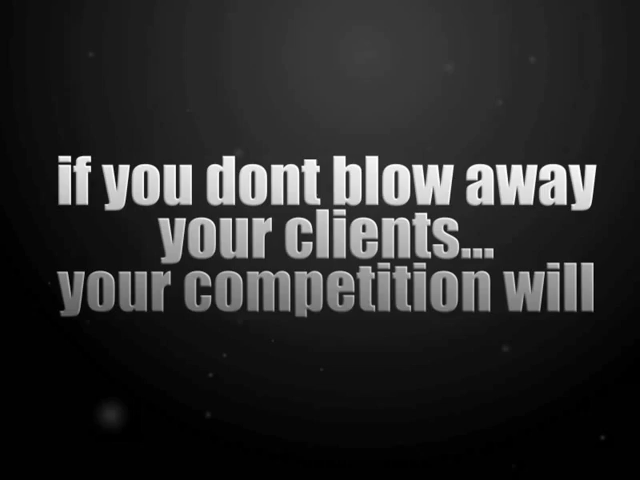 if you dont blow away
your clients...
your competition will